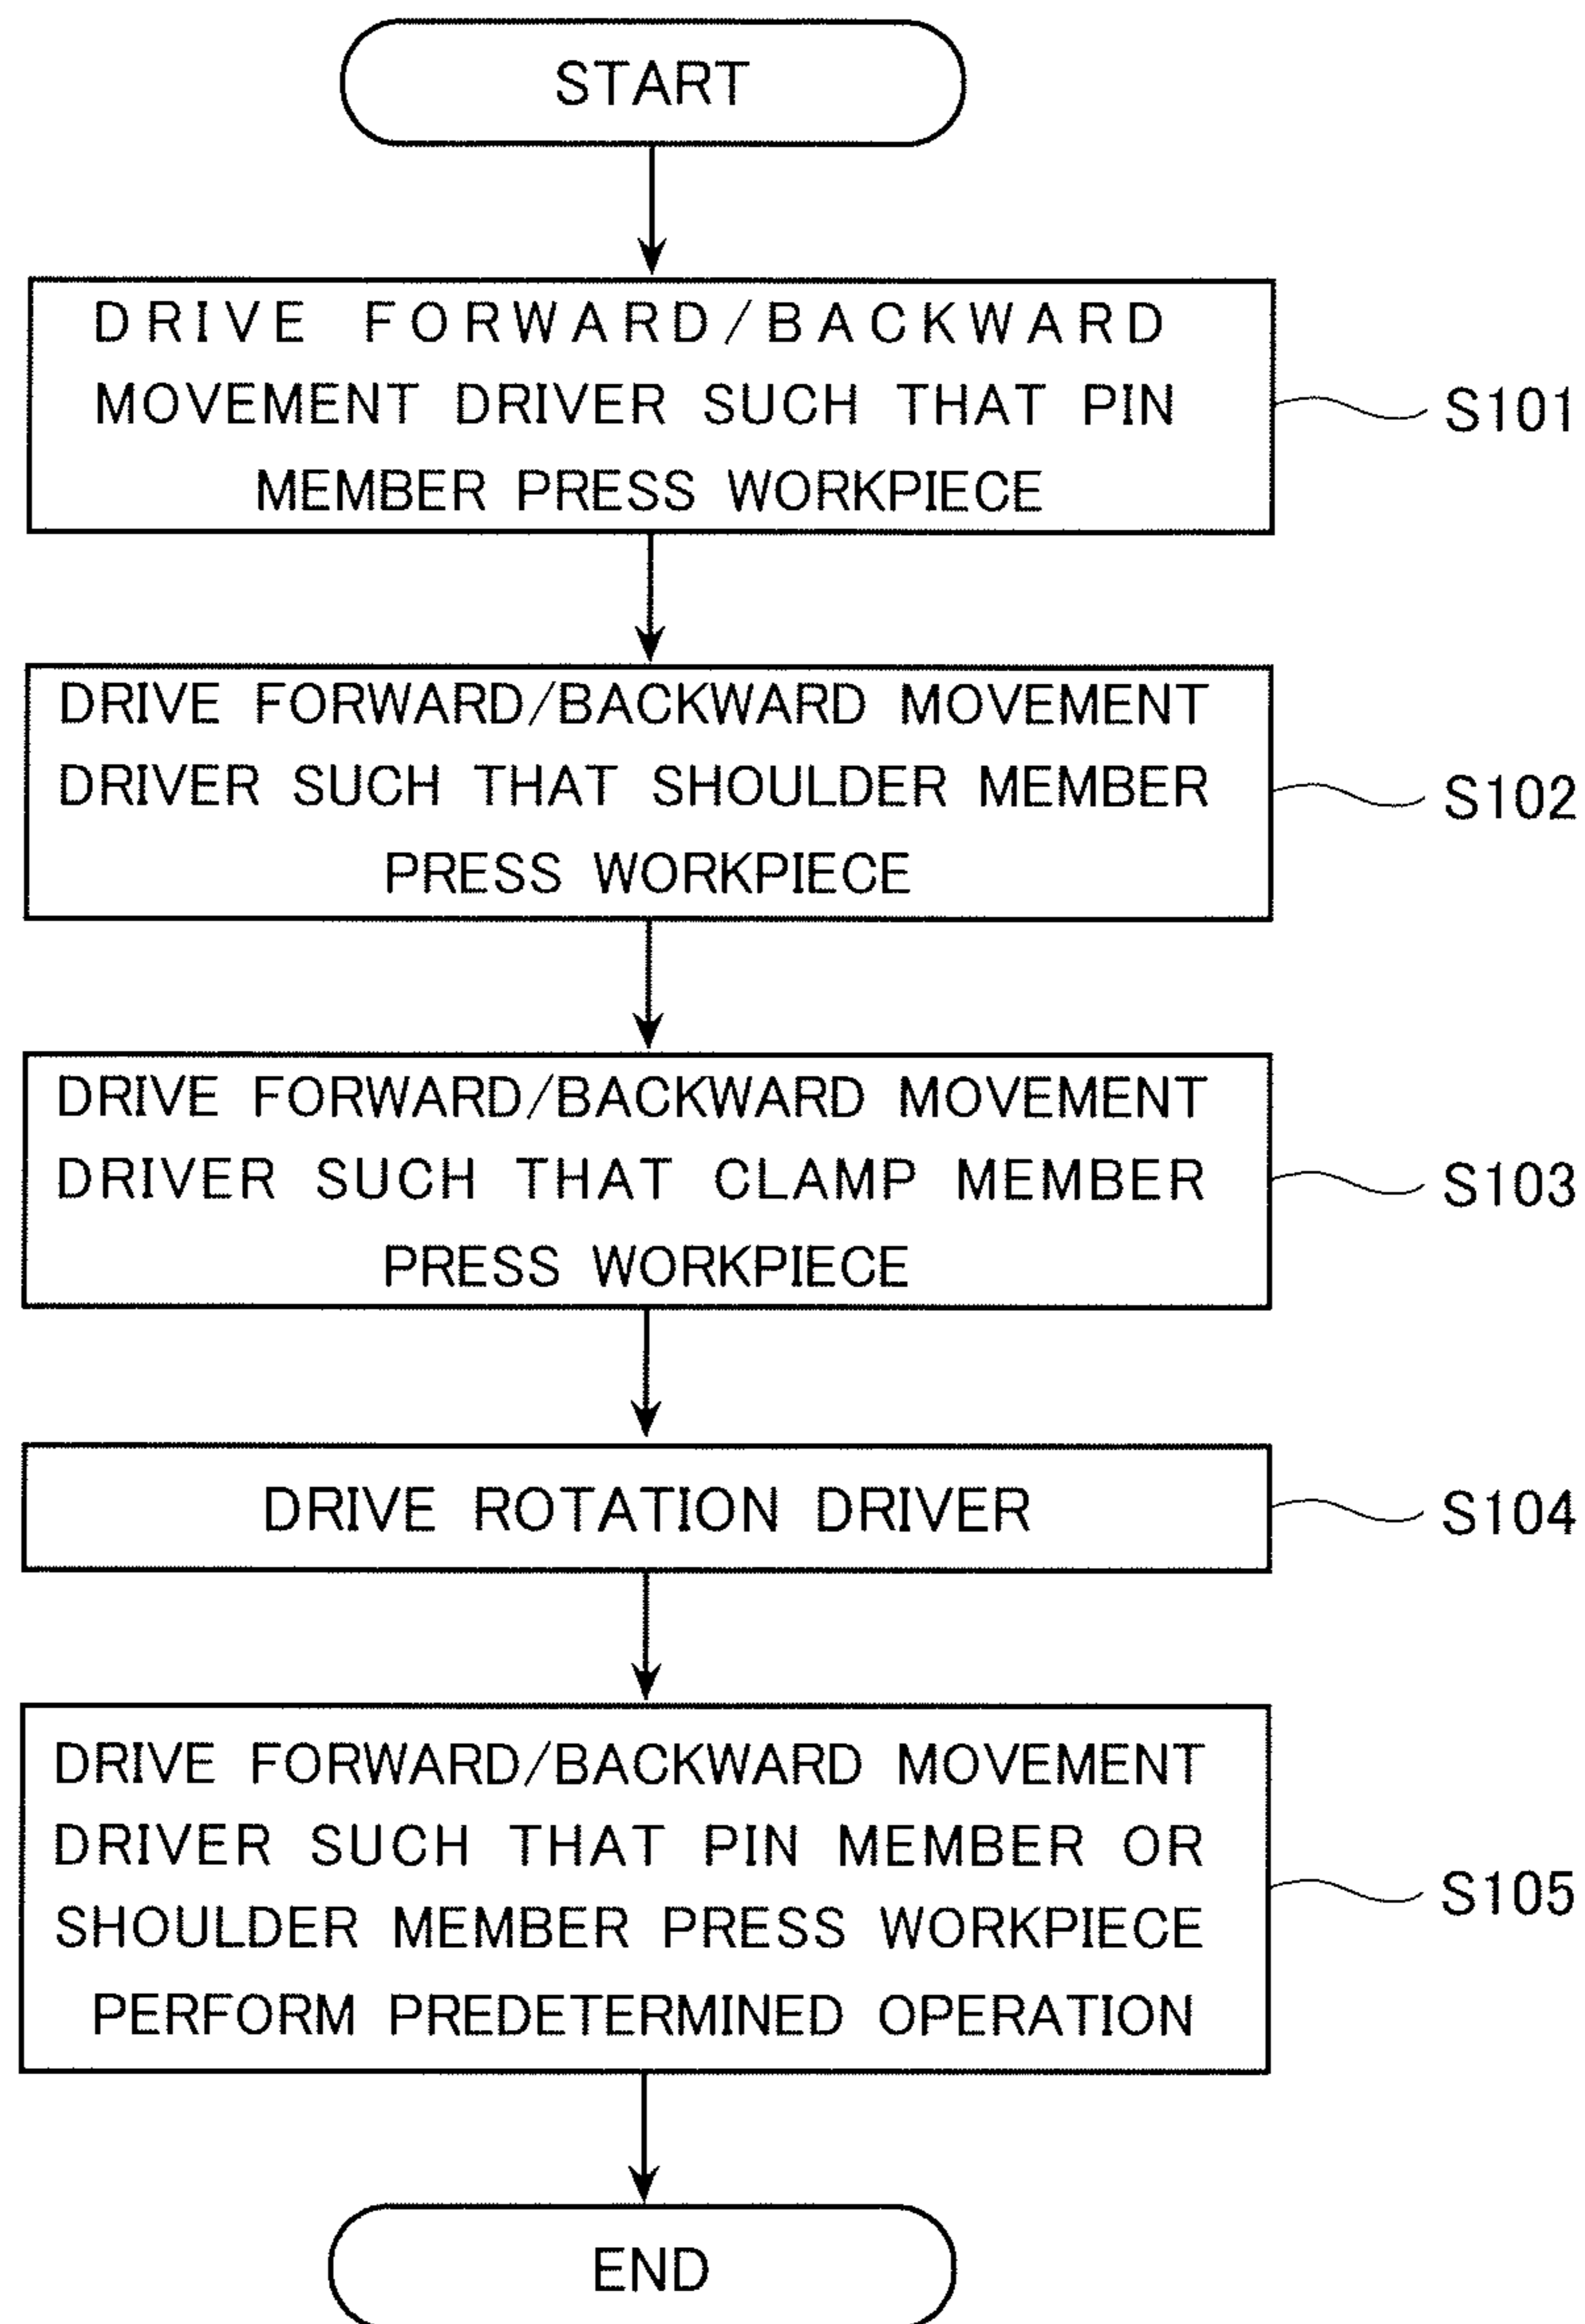 START
DRIVE FORWARD/BACKWARD
MOVEMENT DRIVER SUCH THAT PIN
MEMBER PRESS WORKPIECE
S101
DRIVE FORWARD/BACKWARD MOVEMENT
DRIVER SUCH THAT SHOULDER MEMBER
PRESS WORKPIECE
S102
DRIVE FORWARD/BACKWARD MOVEMENT
DRIVER SUCH THAT CLAMP MEMBER
PRESS WORKPIECE
S103
DRIVE ROTATION DRIVER
S104
DRIVE FORWARD/BACKWARD MOVEMENT
DRIVER SUCH THAT PIN MEMBER OR
SHOULDER MEMBER PRESS WORKPIECE
PERFORM PREDETERMINED OPERATION
S105
END